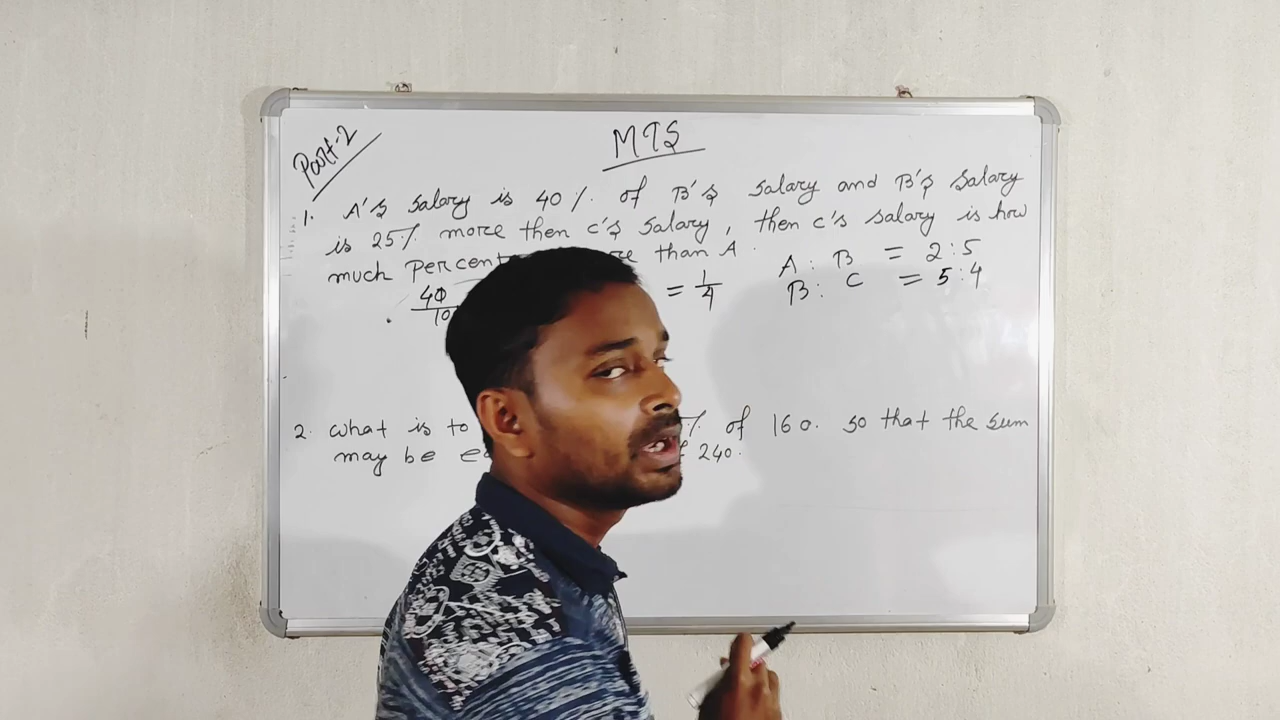 Part-2
MTS
1. A's salary is 40% of B's salary and B's salary
is 25% more then C's salary, then c's salary is how
much percent than A.
A : B = 2:5
40 = 1/4 B : C = 5:4
10
2. what is to % of 160. so that the sum
may be 240.